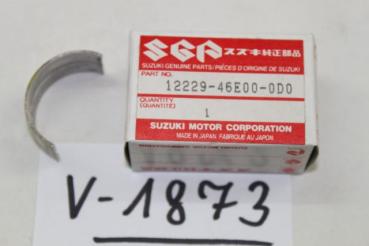 SGP スズキ純正部品
SUZUKI GENUINE PARTS/PIÈCES D'ORIGINE DE SUZUKI
PART NO.
12229-46E00-0D0
QUANTITY
(QUANTITÉ)
1
SUZUKI MOTOR CORPORATION
MADE IN JAPAN FABRIQUÉ AU JAPON
V-1873